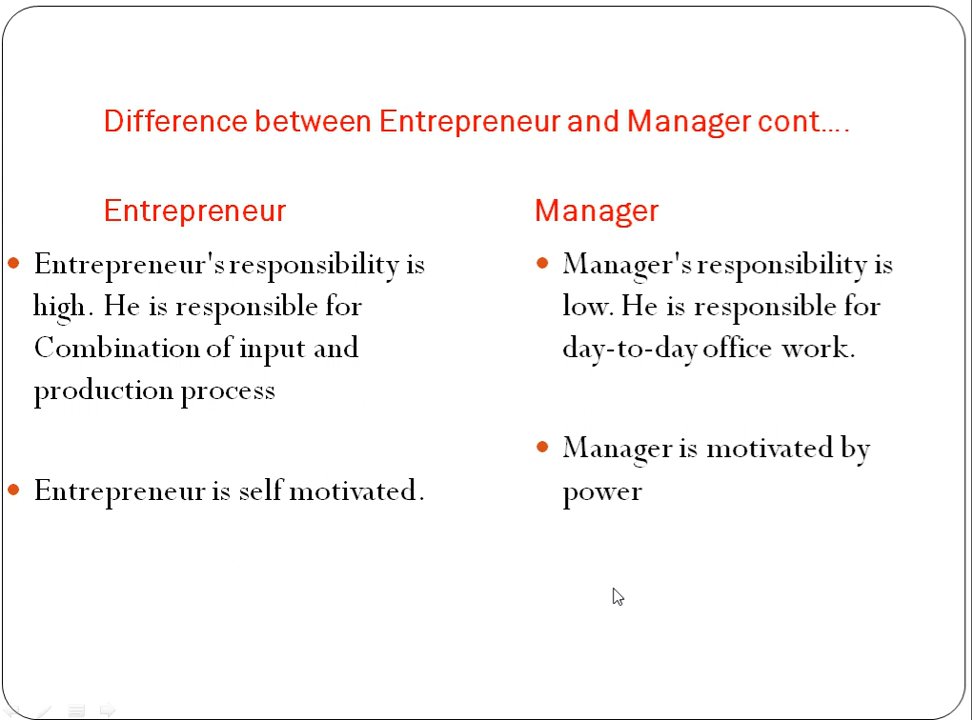 Difference between Entrepreneur and Manager cont....
Entrepreneur
Entrepreneur's responsibility is
high. He is responsible for
Combination of input and
production process
Entrepreneur is self motivated.
Manager
Manager's responsibility is
low. He is responsible for
day-to-day office work.
Manager is motivated by
power